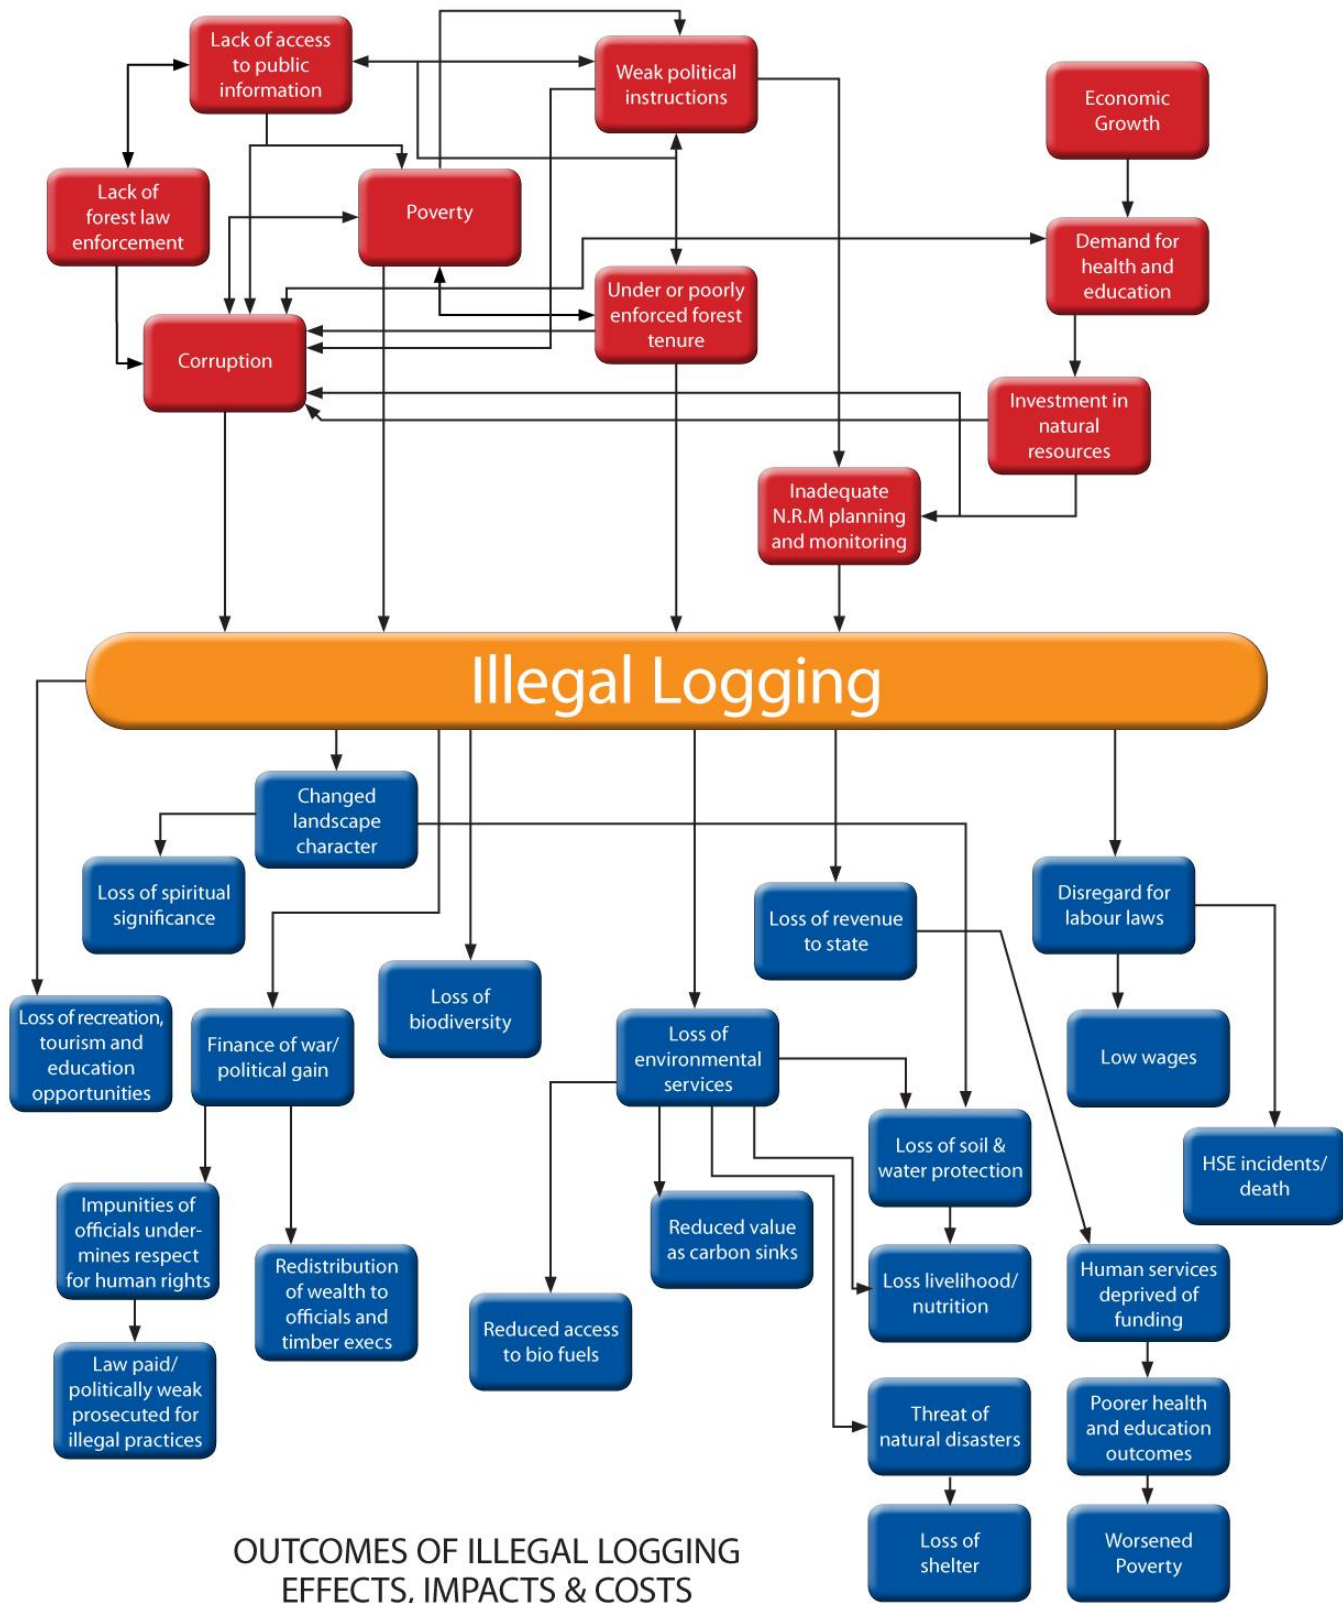 Lack of access
to public
information
Weak political
instructions
Economic
Growth
Lack of
forest law
enforcement
Poverty
Demand for
health and
education
Under or poorly
enforced forest
tenure
Corruption
Investment in
natural
resources
Inadequate
N.R.M planning
and monitoring
Illegal Logging
Changed
landscape
character
Loss of spiritual
significance
Loss of revenue
to state
Disregard for
labour laws
Loss of
biodiversity
Loss of recreation,
tourism and
education
opportunities
Finance of war/
political gain
Loss of
environmental
services
Low wages
Loss of soil &
water protection
HSE incidents/
death
Impunities of
officials under-
mines respect
for human rights
Reduced value
as carbon sinks
Redistribution
of wealth to
officials and
timber execs
Loss livelihood/
nutrition
Human services
deprived of
funding
Reduced access
to bio fuels
Law paid/
politically weak
prosecuted for
illegal practices
Threat of
natural disasters
Poorer health
and education
outcomes
Loss of
shelter
Worsened
Poverty
OUTCOMES OF ILLEGAL LOGGING
EFFECTS, IMPACTS & COSTS